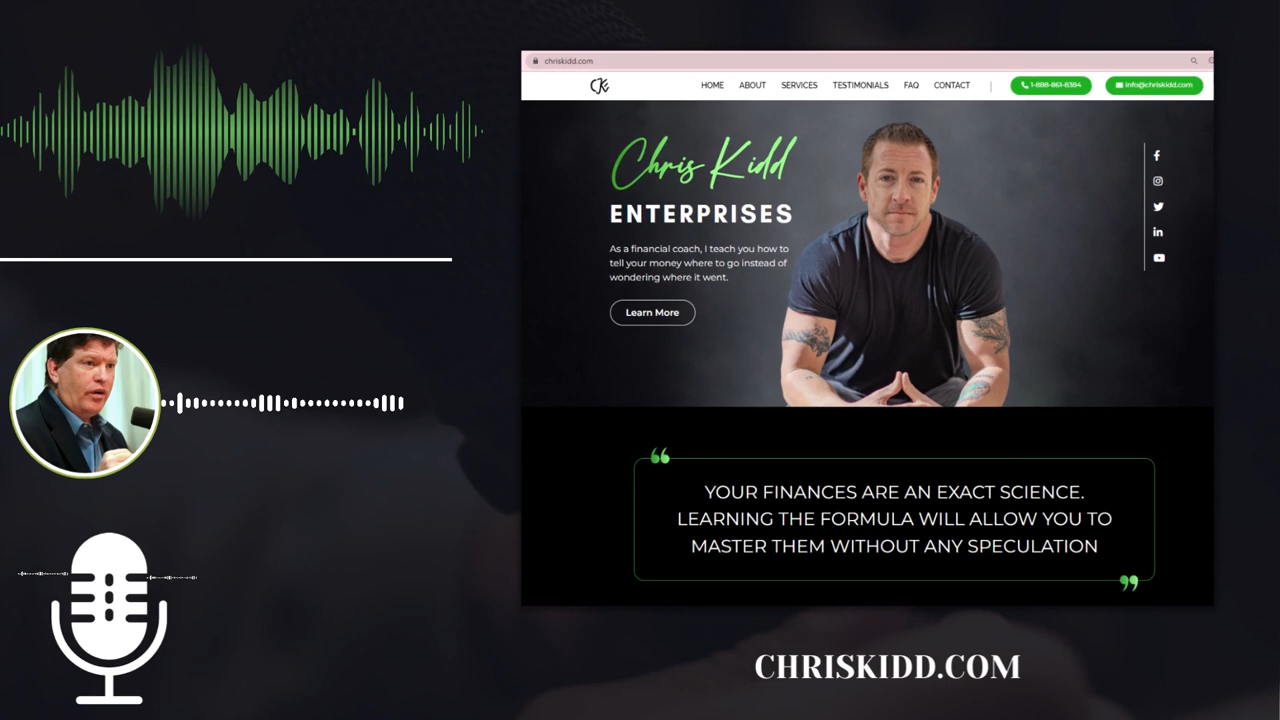 chriskidd.com
CK
HOME ABOUT SERVICES TESTIMONIALS FAQ CONTACT
1-888-861-8384
info@chriskidd.com
Chris Kidd
ENTERPRISES
As a financial coach, I teach you how to
tell your money where to go instead of
wondering where it went.
Learn More
YOUR FINANCES ARE AN EXACT SCIENCE.
LEARNING THE FORMULA WILL ALLOW YOU TO
MASTER THEM WITHOUT ANY SPECULATION
CHRISKIDD.COM